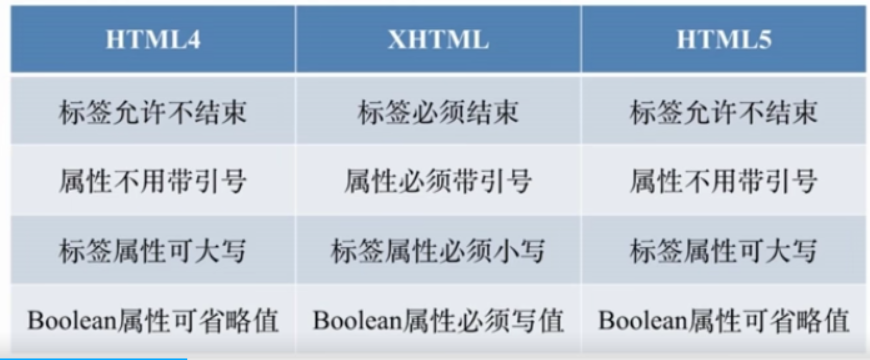 HTML4 XHTML HTML5
标签允许不结束 标签必须结束 标签允许不结束
属性不用带引号 属性必须带引号 属性不用带引号
标签属性可大写 标签属性必须小写 标签属性可大写
Boolean属性可省略值 Boolean属性必须写值 Boolean属性可省略值